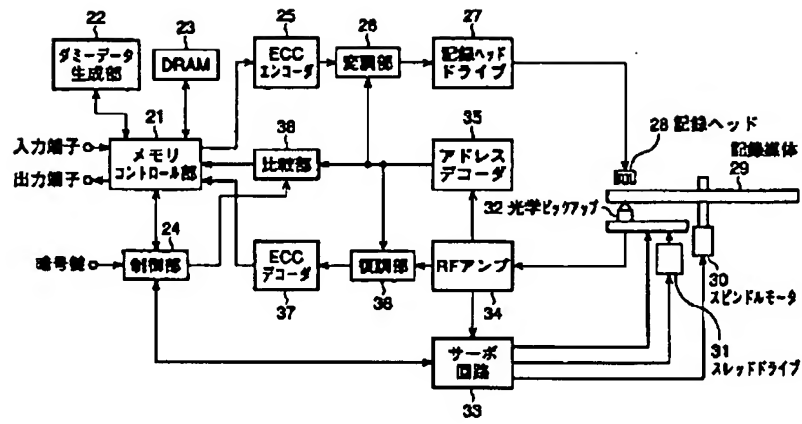 22
ダミーデータ
生成部
23
DRAM
25
ECC
エンコーダ
26
変調部
27
記録ヘッド
ドライブ
21
メモリ
コントロール部
入力端子
出力端子
38
比較部
35
アドレス
デコーダ
28 記録ヘッド
記録媒体
29
32 光学ピックアップ
24
制御部
暗号鍵
ECC
デコーダ
37
復調部
36
RFアンプ
34
30
スピンドルモータ
31
スレッドドライブ
サーボ
回路
33